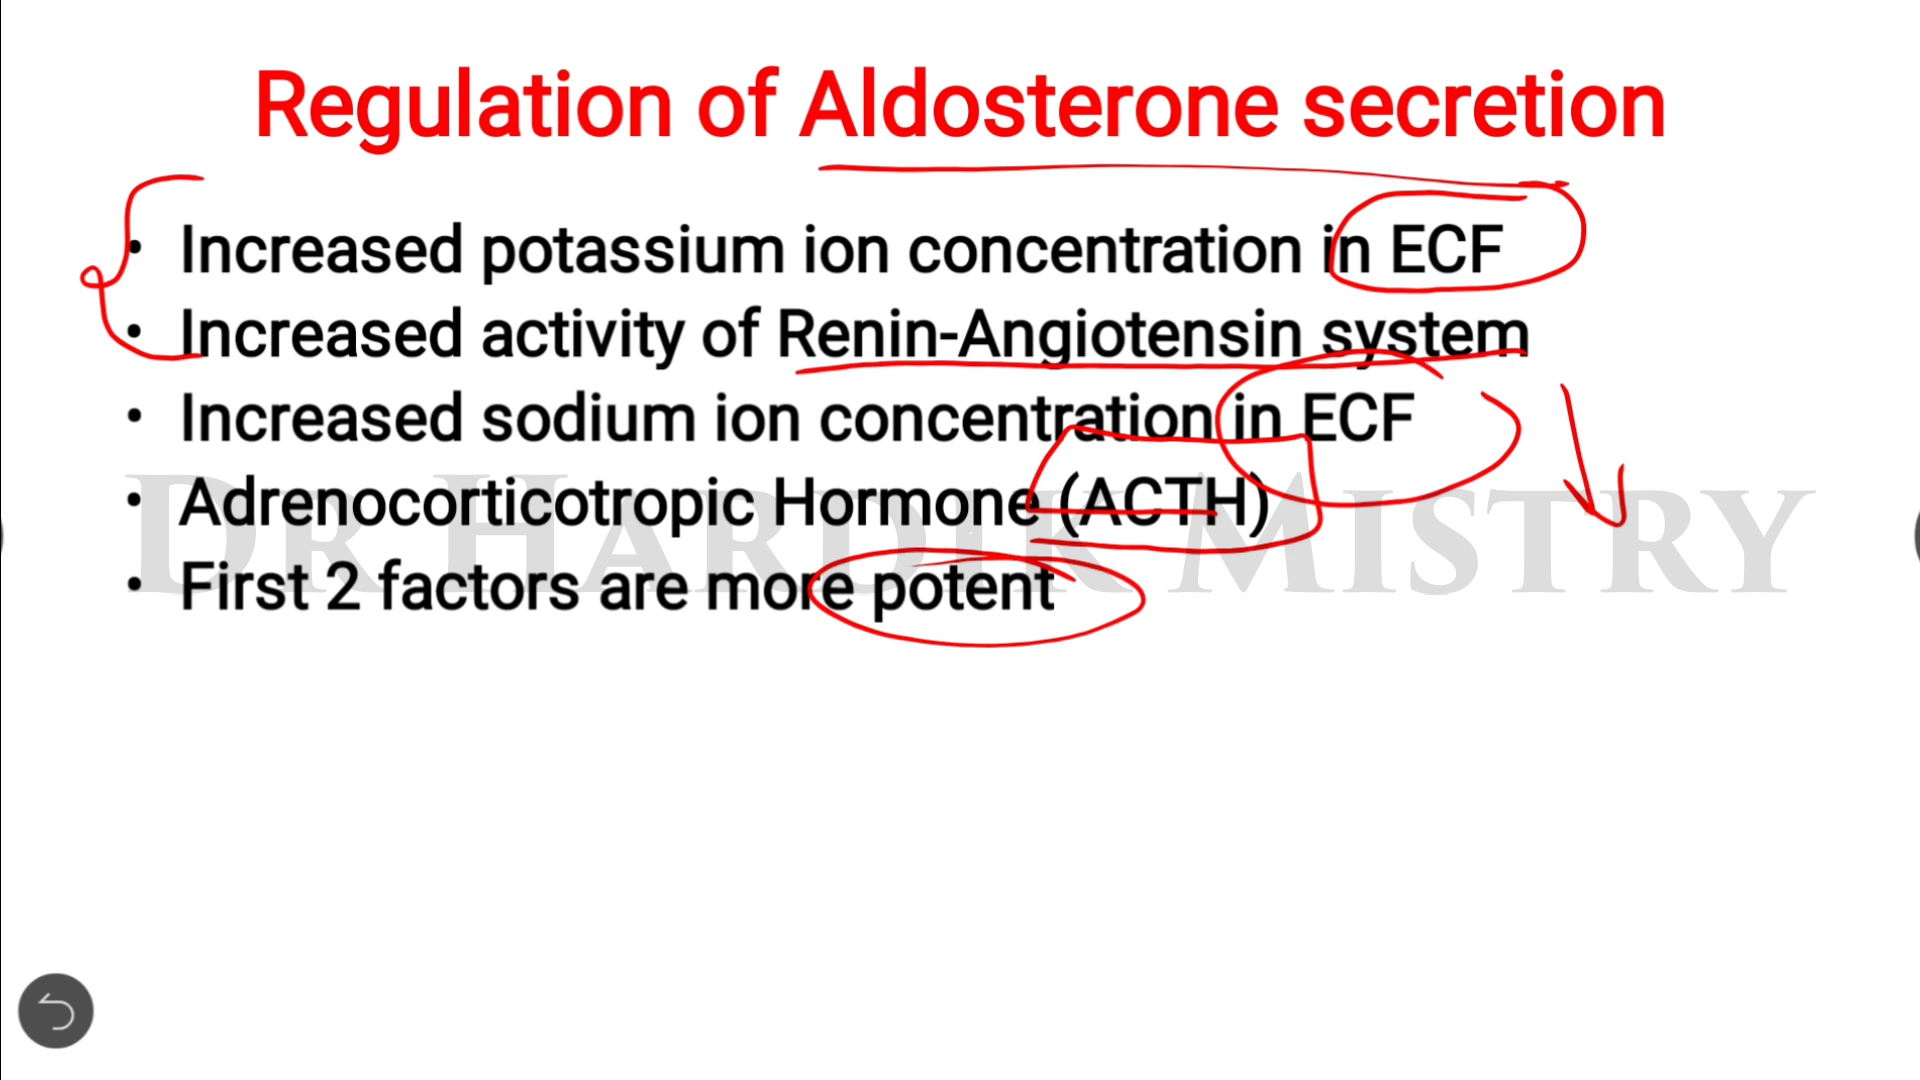 Regulation of Aldosterone secretion
• Increased potassium ion concentration in ECF
• Increased activity of Renin-Angiotensin system
• Increased sodium ion concentration in ECF
• Adrenocorticotropic Hormone (ACTH)
• First 2 factors are more potent
DR HARDIK MISTRY